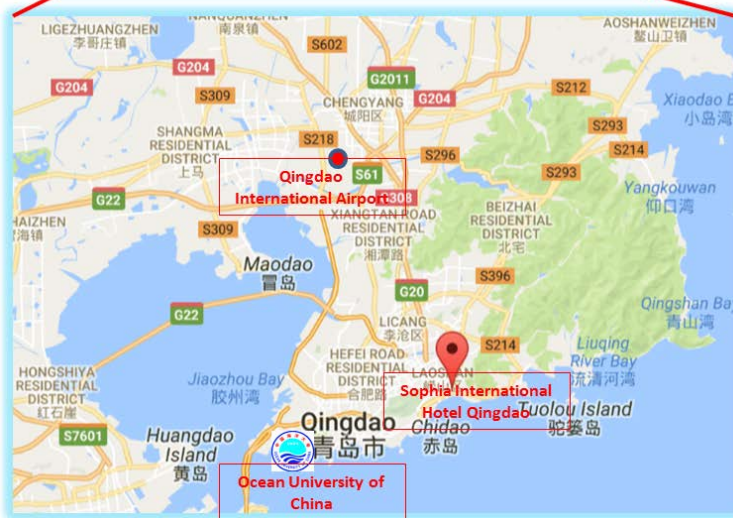 LIGEZHUANGZHEN
李哥庄镇
南泉镇
AOSHANWEIZHEN
鳌山卫镇
S602
G204
G204
G2011
G204
S309
CHENGYANG
城阳区
S212
Xiaodao
小岛湾
SHANGMA
RESIDENTIAL
DISTRICT
上马
S218
S293
S296
S214
S61
S293
Qingdao
International Airport
Yangkouwan
仰口湾
G22
S308
XIANGTAN ROAD
RESIDENTIAL
DISTRICT
湘潭路
BEIZHAI
RESIDENTIAL
DISTRICT
北宅
S309
Maodao
冒岛
S396
G20
Qingshan Bay
青山湾
G22
LICANG
李沧区
S214
Liuqing
River Bay
流清河湾
HONGSHIYA
RESIDENTIAL
DISTRICT
红石崖
Jiaozhou Bay
胶州湾
HEFEI ROAD
RESIDENTIAL
DISTRICT
合肥路
LAOSHAN
Sophia International
Hotel Qingdao
Tuolou Island
驼篓岛
S7601
Huangdao
Island
黄岛
Qingdao
青岛市
Chidao
赤岛
Ocean University of
China